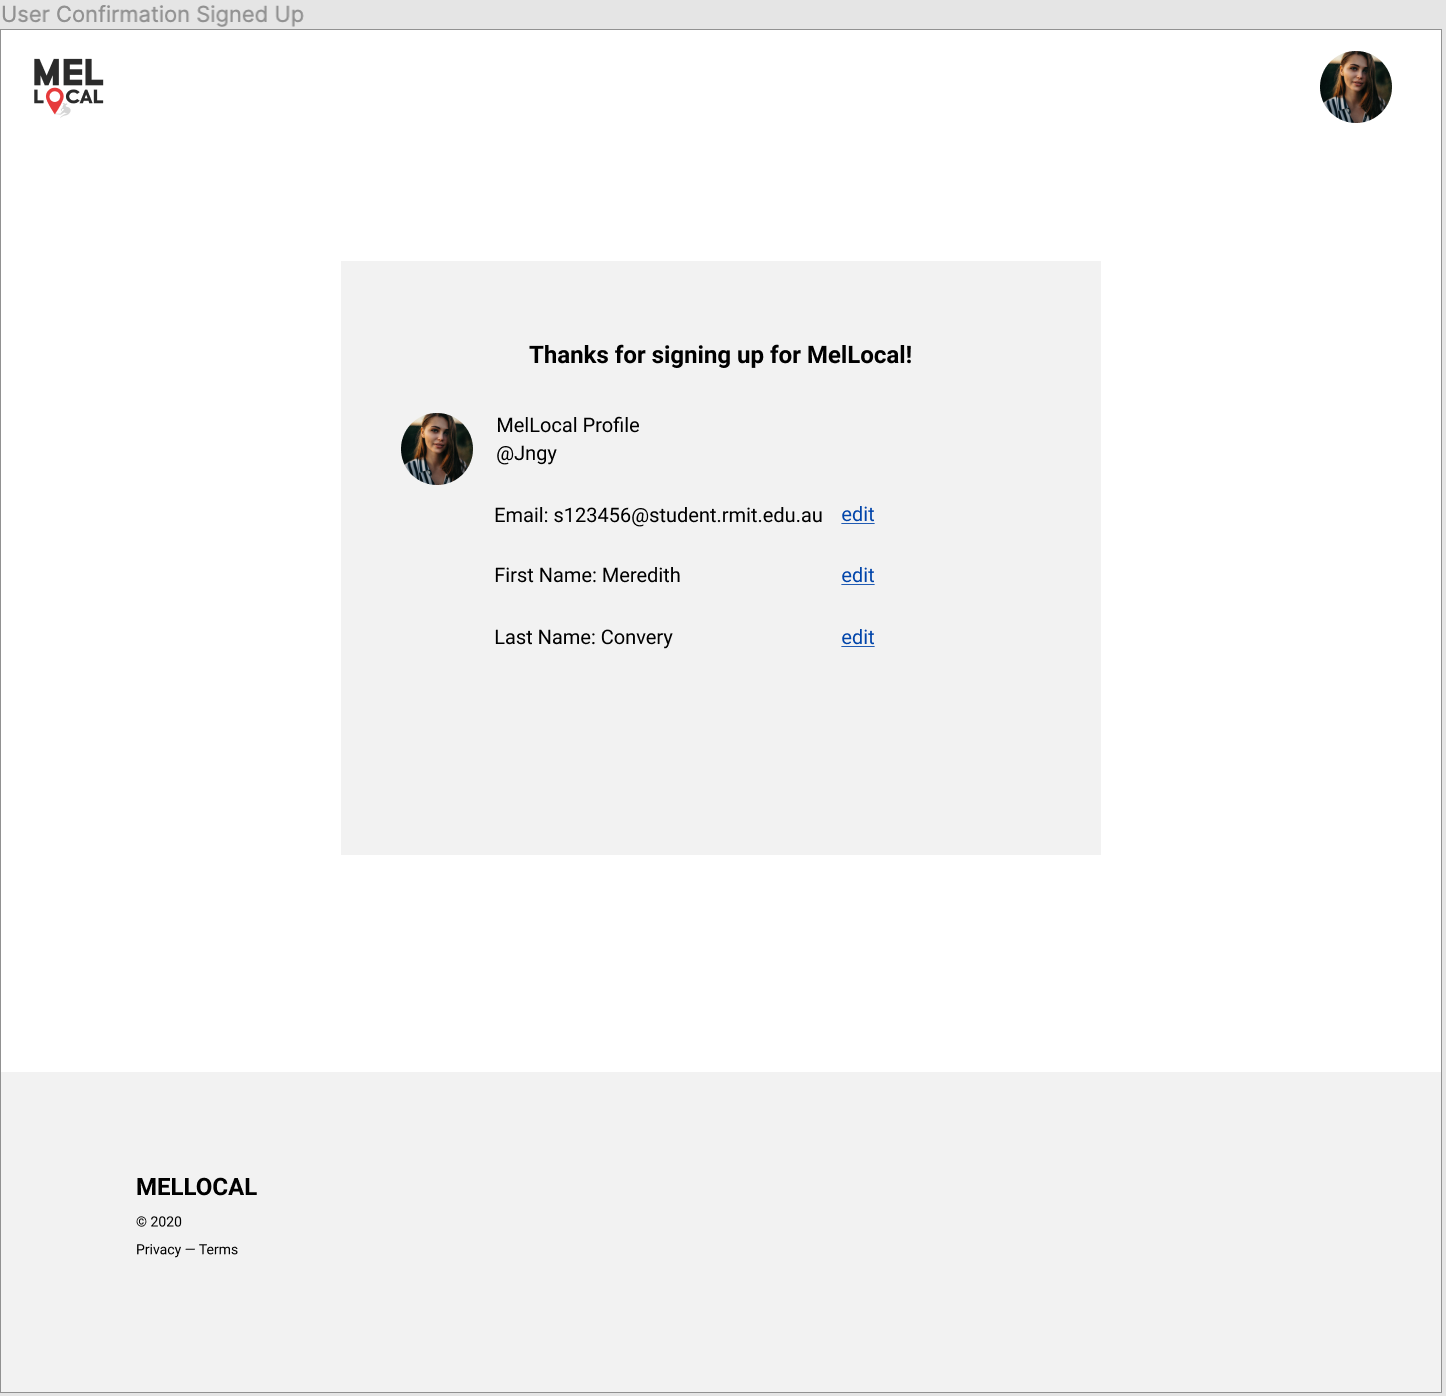 User Confirmation Signed Up
MEL
LOCAL
Thanks for signing up for MelLocal!
MelLocal Profile
@Jngy
Email: s123456@student.rmit.edu.au edit
First Name: Meredith edit
Last Name: Convery edit
MELLOCAL
© 2020
Privacy — Terms